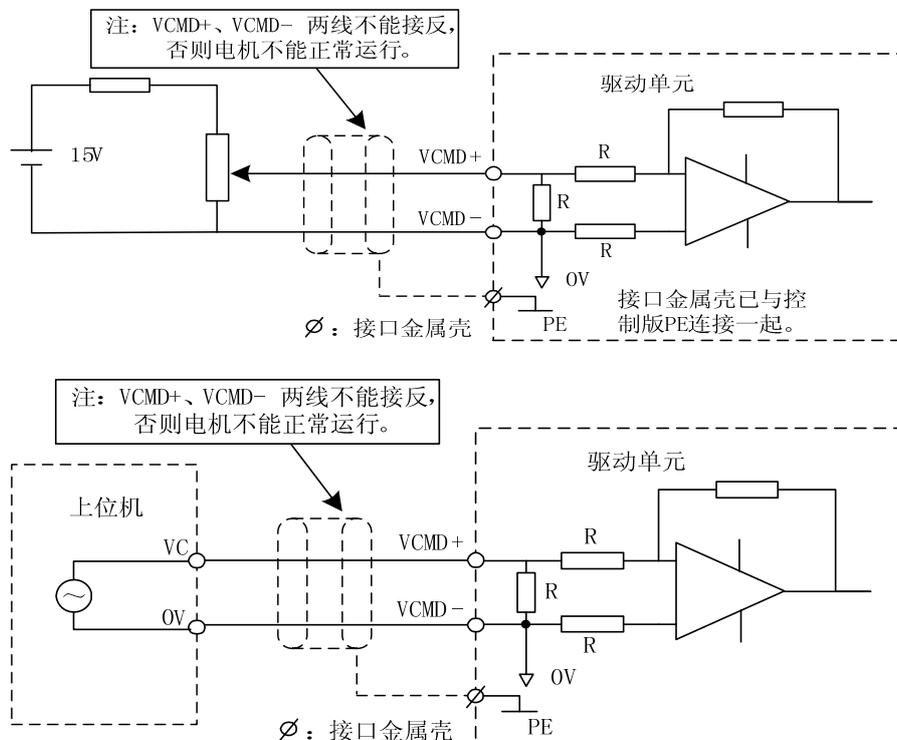 注：VCMD+、VCMD- 两线不能接反，
否则电机不能正常运行。
驱动单元
15V
VCMD+
R
R
VCMD-
R
0V
PE
接口金属壳已与控
制版PE连接一起。
：接口金属壳
注：VCMD+、VCMD- 两线不能接反，
否则电机不能正常运行。
驱动单元
上位机
VC
VCMD+
R
R
0V
VCMD-
R
0V
PE
：接口金属壳